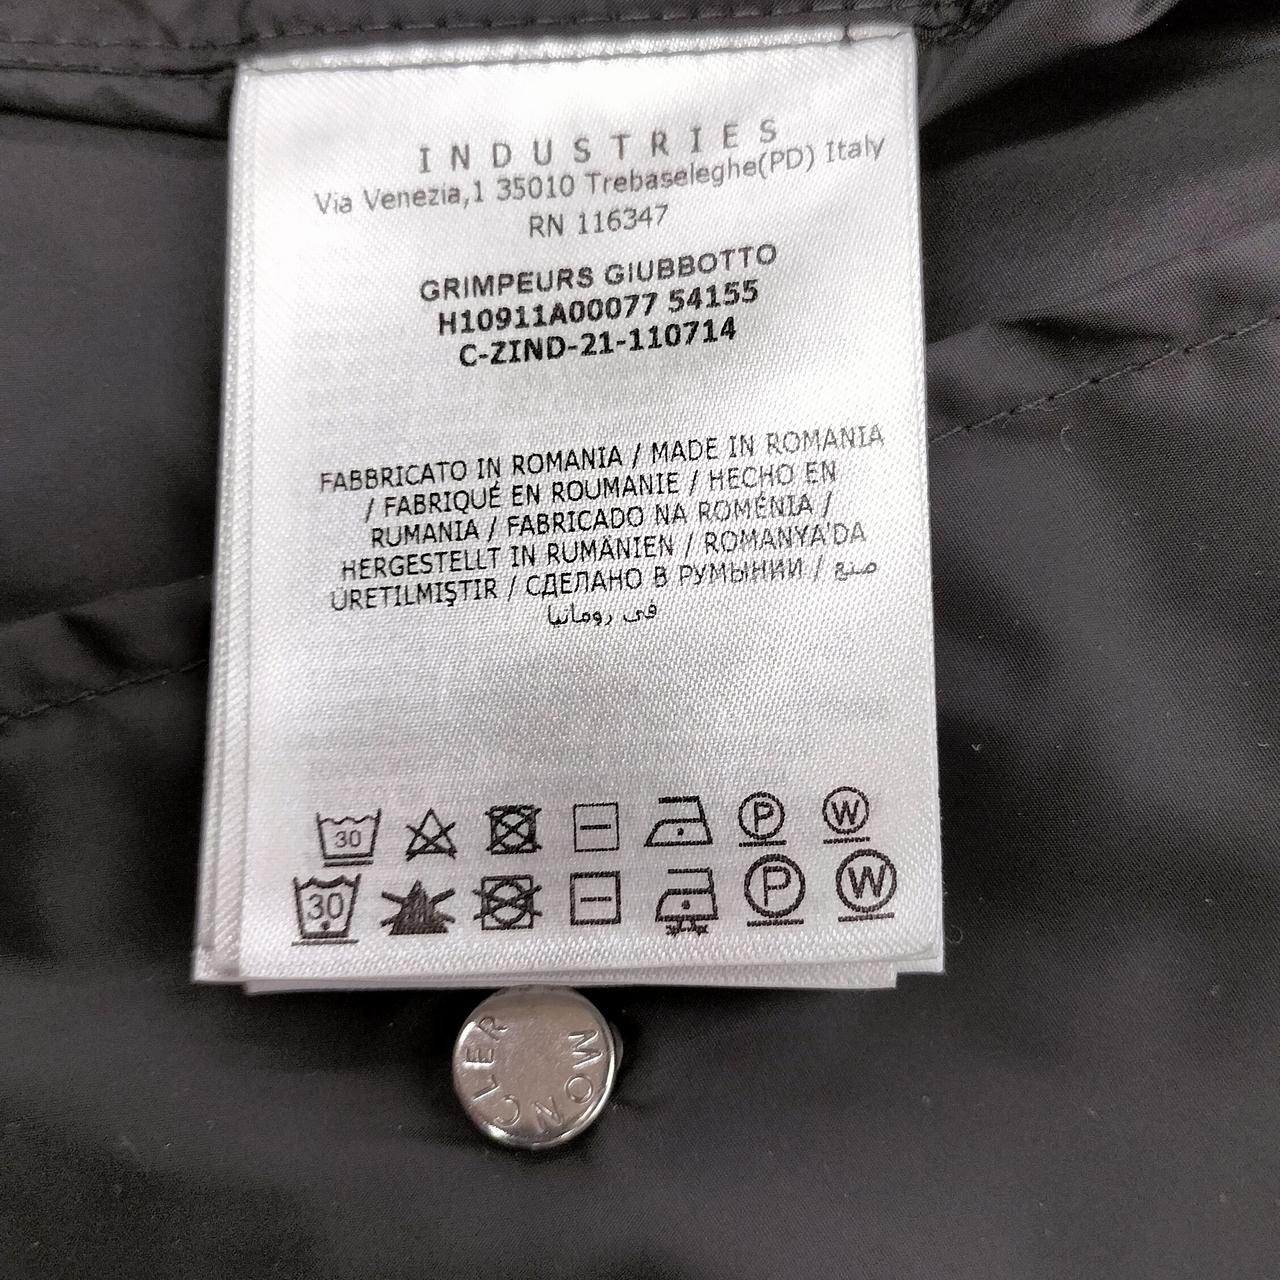 INDUSTRIES
Via Venezia,1 35010 Trebaseleghe(PD) Italy
RN 116347
GRIMPEURS GIUBBOTTO
H10911A00077 54155
C-ZIND-21-110714
FABBRICATO IN ROMANIA / MADE IN ROMANIA
/ FABRIQUÉ EN ROUMANIE / HECHO EN
RUMANIA / FABRICADO NA ROMÉNIA /
HERGESTELLT IN RUMÄNIEN / ROMANYA'DA
ÜRETILMIŞTIR / СДЕЛАНО В РУМЫНИИ / صنع
في رومانيا
30 P W
30 P W
MONCLER